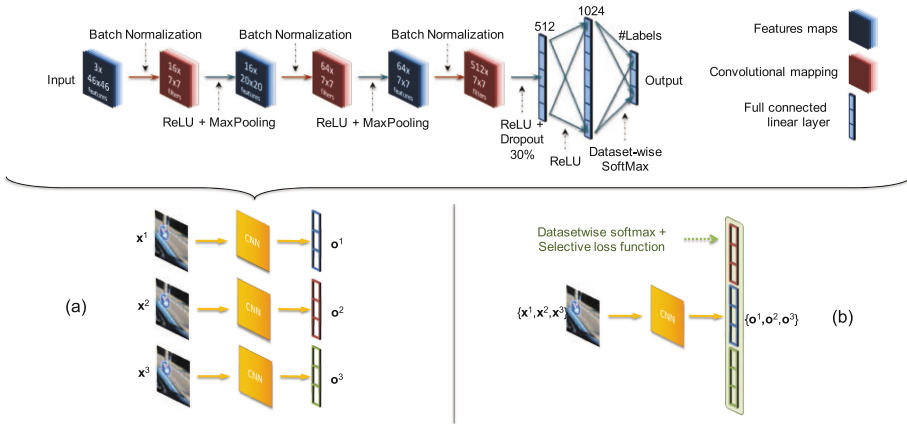 1024
512
#Labels
Batch Normalization
Batch Normalization
Batch Normalization
Input
3x
46x46
features
16x
7x7
filters
16x
20x20
features
64x
7x7
filters
64x
7x7
features
512x
7x7
filters
Output
ReLU + MaxPooling
ReLU + MaxPooling
ReLU +
Dropout
30%
ReLU
Dataset-wise
SoftMax
Features maps
Convolutional mapping
Full connected
linear layer
x¹
CNN
o¹
(a)
x²
CNN
o²
x³
CNN
o³
Datasetwise softmax +
Selective loss function
{x¹,x²,x³}
CNN
{o¹,o²,o³}
(b)